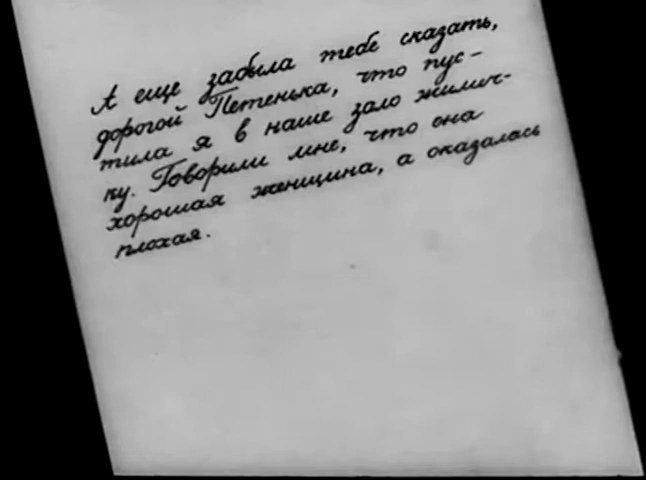 А еще забыла тебе сказать,
дорогой Петенька, что пус-
тила я в наше зало жилич-
ку. Говорили мне, что она
хорошая женщина, а оказалась
плохая.